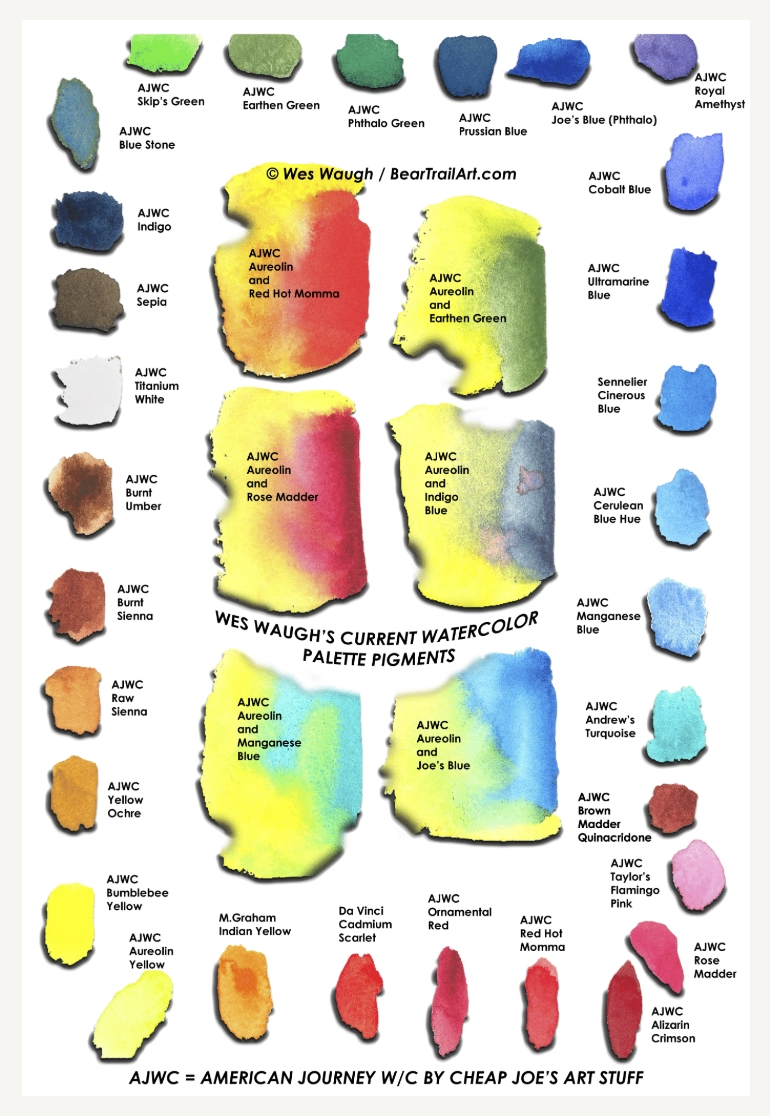 AJWC
Skip's Green
AJWC
Earthen Green
AJWC
Phthalo Green
AJWC
Prussian Blue
AJWC
Joe's Blue (Phthalo)
AJWC
Royal
Amethyst
AJWC
Blue Stone
© Wes Waugh / BearTrailArt.com
AJWC
Cobalt Blue
AJWC
Indigo
AJWC
Aureolin
and
Red Hot Momma
AJWC
Aureolin
and
Earthen Green
AJWC
Ultramarine
Blue
AJWC
Sepia
AJWC
Titanium
White
Sennelier
Cinerous
Blue
AJWC
Aureolin
and
Rose Madder
AJWC
Aureolin
and
Indigo
Blue
AJWC
Burnt
Umber
AJWC
Cerulean
Blue Hue
AJWC
Burnt
Sienna
WES WAUGH'S CURRENT WATERCOLOR
PALETTE PIGMENTS
AJWC
Manganese
Blue
AJWC
Raw
Sienna
AJWC
Aureolin
and
Manganese
Blue
AJWC
Aureolin
and
Joe's Blue
AJWC
Andrew's
Turquoise
AJWC
Yellow
Ochre
AJWC
Brown
Madder
Quinacridone
AJWC
Taylor's
Flamingo
Pink
AJWC
Bumblebee
Yellow
AJWC
Aureolin
Yellow
M.Graham
Indian Yellow
Da Vinci
Cadmium
Scarlet
AJWC
Ornamental
Red
AJWC
Red Hot
Momma
AJWC
Rose
Madder
AJWC
Alizarin
Crimson
AJWC = AMERICAN JOURNEY W/C BY CHEAP JOE'S ART STUFF